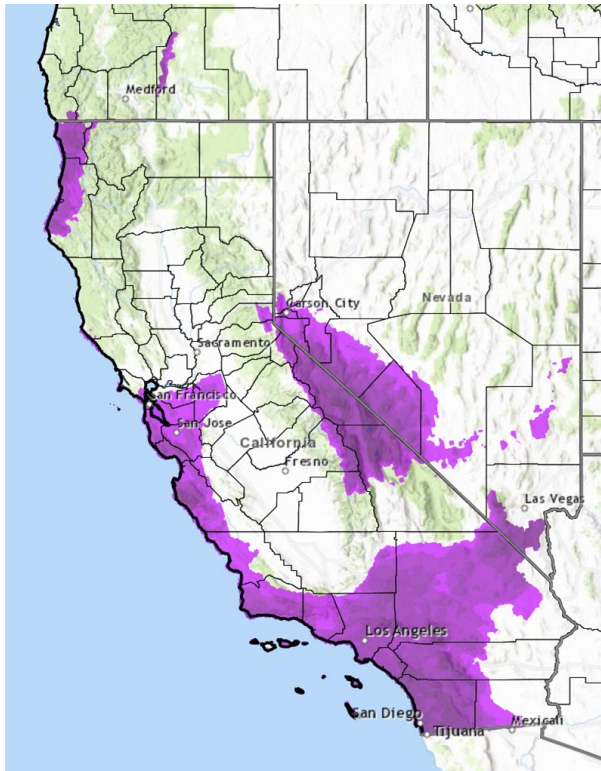 Medford
Carson City
Nevada
Sacramento
San Francisco
San Jose
California
Fresno
Las Vegas
Los Angeles
San Diego
Mexicali
Tijuana